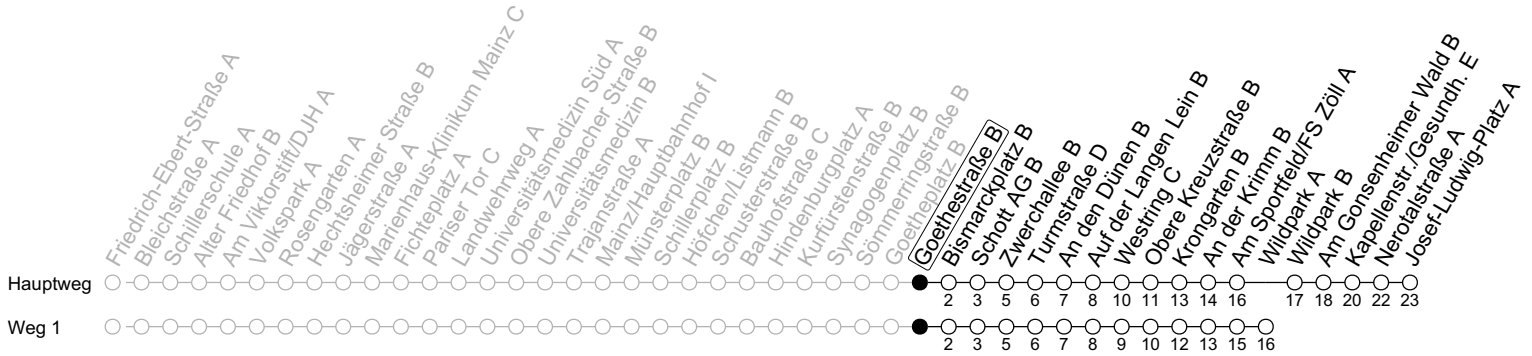 Friedrich-Ebert-Straße A
Bleichstraße A
Schillerschule A
Alter Friedhof B
Am Viktorstift/DJH A
Volkspark A
Rosengarten A
Hechtsheimer Straße B
Jägerstraße A
Marienhaus-Klinikum Mainz C
Fichteplatz A
Pariser Tor C
Landwehrweg A
Universitätsmedizin Süd A
Obere Zahlbacher Straße B
Universitätsmedizin B
Trajanstraße A
Mainz/Hauptbahnhof I
Münsterplatz B
Schillerplatz B
Höfchen/Listmann B
Schusterstraße B
Bauhofstraße C
Hindenburgplatz A
Kurfürstenstraße B
Synagogenplatz B
Sömmerringstraße B
Goetheplatz B
Goethestraße B
Bismarckplatz B
Schott AG B
Zwerchallee B
Turmstraße D
An den Dünen B
Auf der Langen Lein B
Westring C
Obere Kreuzstraße B
Krongarten B
An der Krimm B
Am Sportfeld/FS Zöll A
Wildpark A
Wildpark B
Am Gonsenheimer Wald B
Kapellenstr./Gesundh. E
Nerotalstraße A
Josef-Ludwig-Platz A
Hauptweg
2 3 5 6 7 8 10 11 13 14 16 17 18 20 22 23
Weg 1
2 3 5 6 7 8 9 10 12 13 15 16